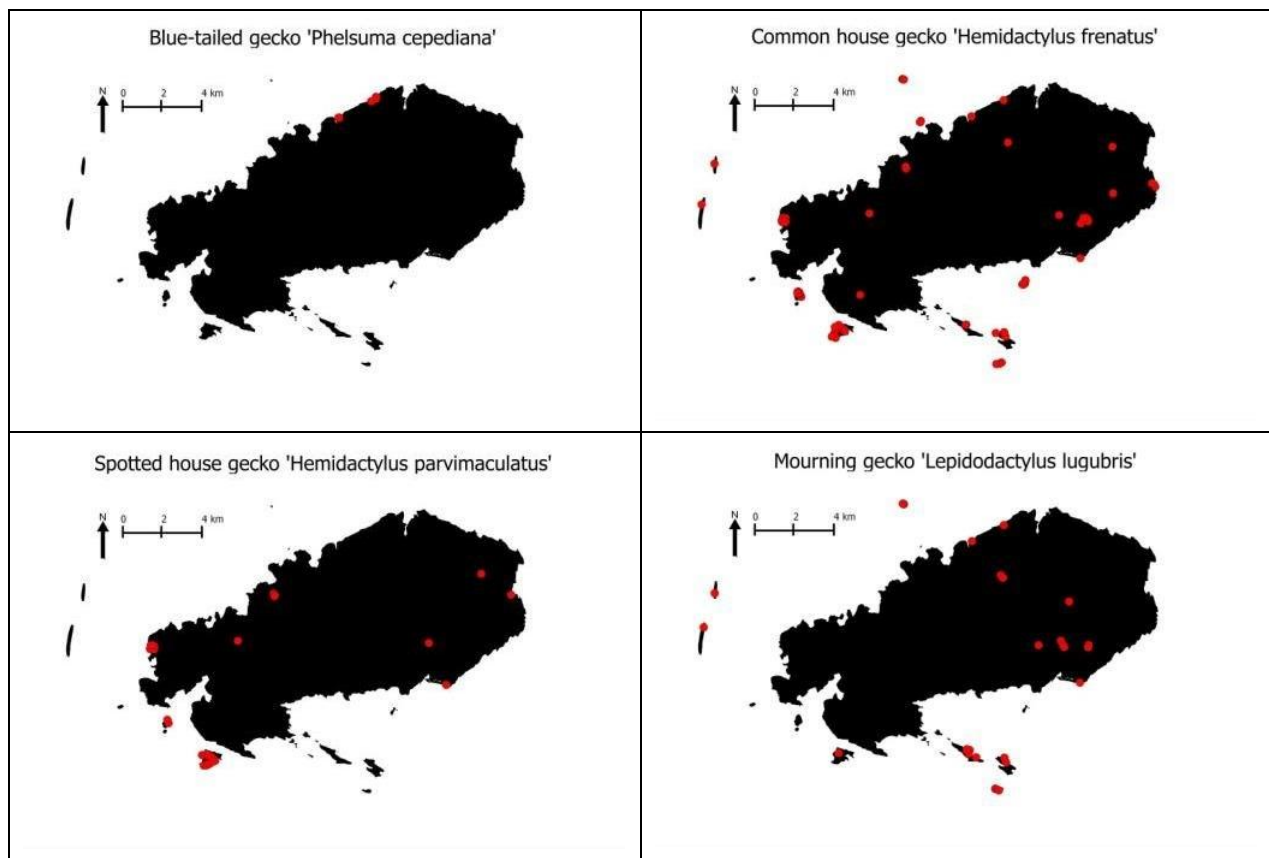 Blue-tailed gecko 'Phelsuma cepediana'
N
0 2 4 km
Common house gecko 'Hemidactylus frenatus'
N
0 2 4 km
Spotted house gecko 'Hemidactylus parvimaculatus'
N
0 2 4 km
Mourning gecko 'Lepidodactylus lugubris'
N
0 2 4 km